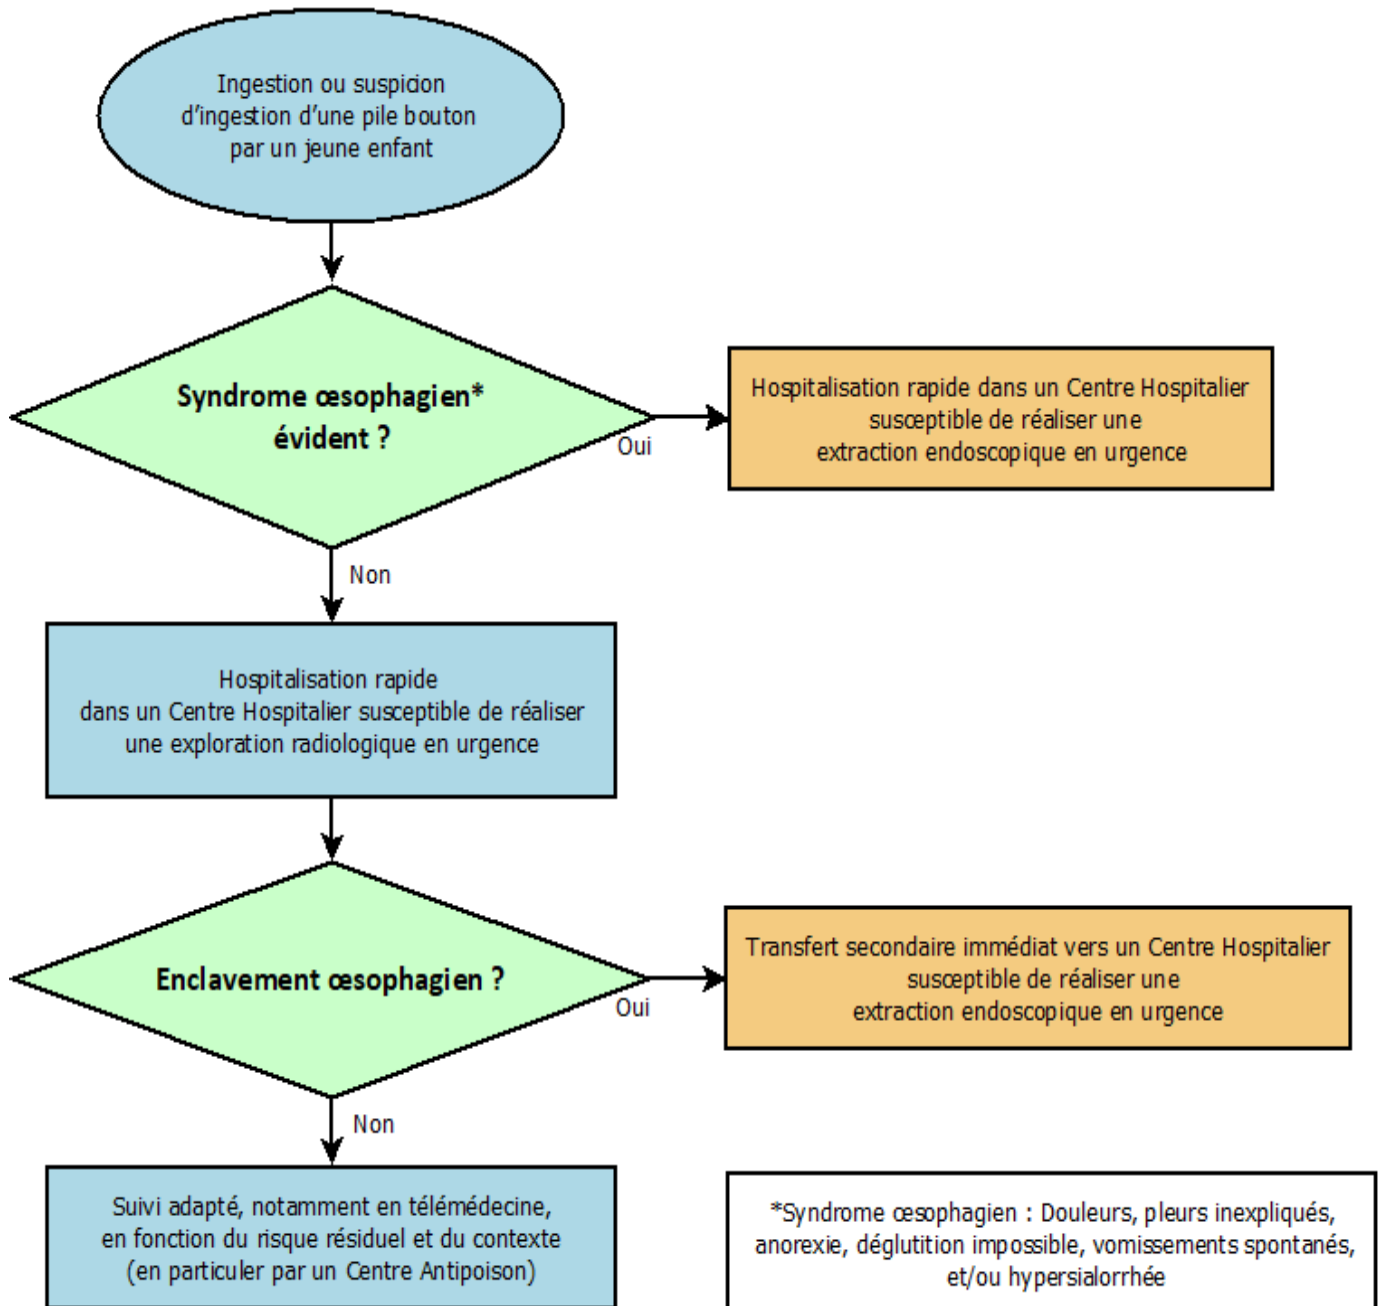 Ingestion ou suspicion
d'ingestion d'une pile bouton
par un jeune enfant
Syndrome œsophagien*
évident ?
Oui
Hospitalisation rapide dans un Centre Hospitalier
susceptible de réaliser une
extraction endoscopique en urgence
Non
Hospitalisation rapide
dans un Centre Hospitalier susceptible de réaliser
une exploration radiologique en urgence
Enclavement œsophagien ?
Oui
Transfert secondaire immédiat vers un Centre Hospitalier
susceptible de réaliser une
extraction endoscopique en urgence
Non
Suivi adapté, notamment en télémédecine,
en fonction du risque résiduel et du contexte
(en particuler par un Centre Antipoison)
*Syndrome œsophagien : Douleurs, pleurs inexpliqués,
anorexie, déglutition impossible, vomissements spontanés,
et/ou hypersialorrhée